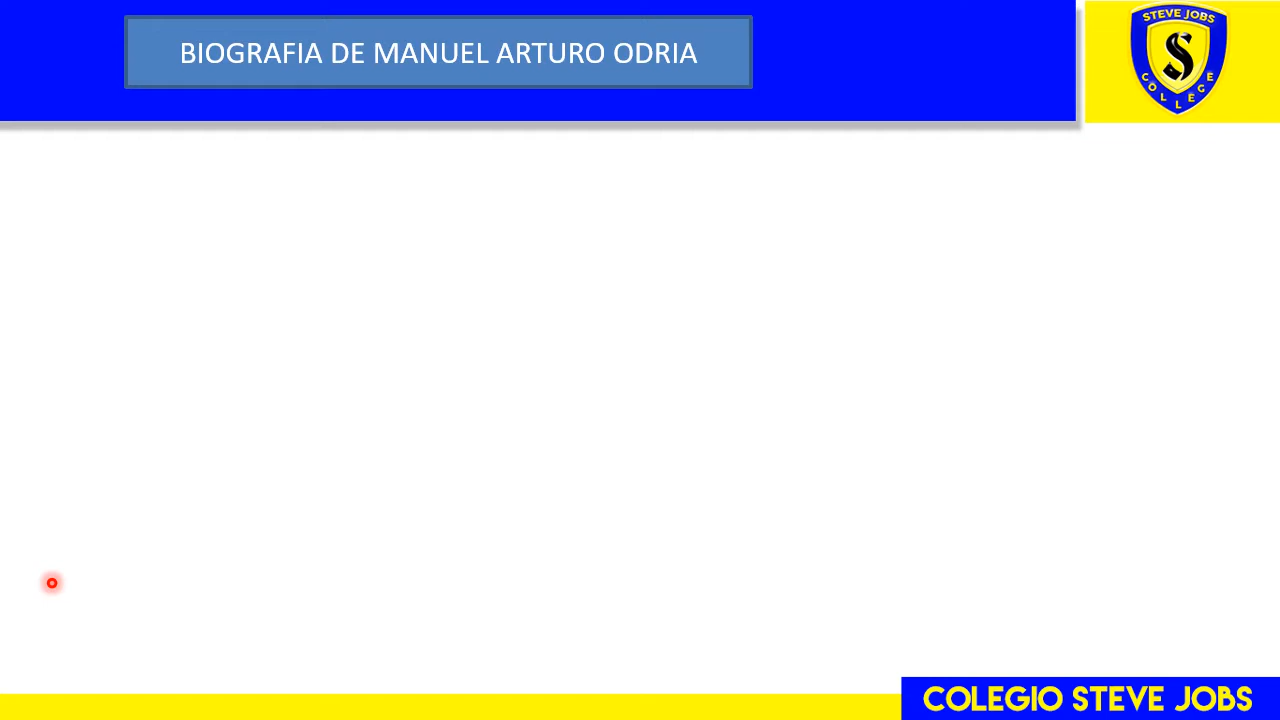 BIOGRAFIA DE MANUEL ARTURO ODRIA
STEVE JOBS
S
COLLEGE
COLEGIO STEVE JOBS